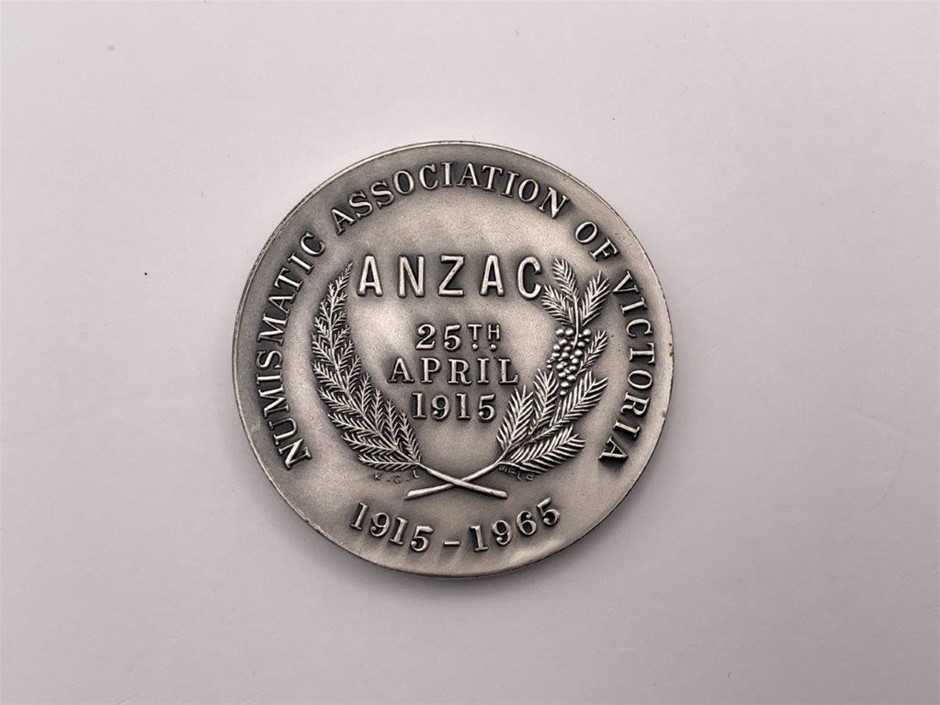 NUMISMATIC ASSOCIATION OF VICTORIA
ANZAC
25TH
APRIL
1915
K.G.L
1915-1965